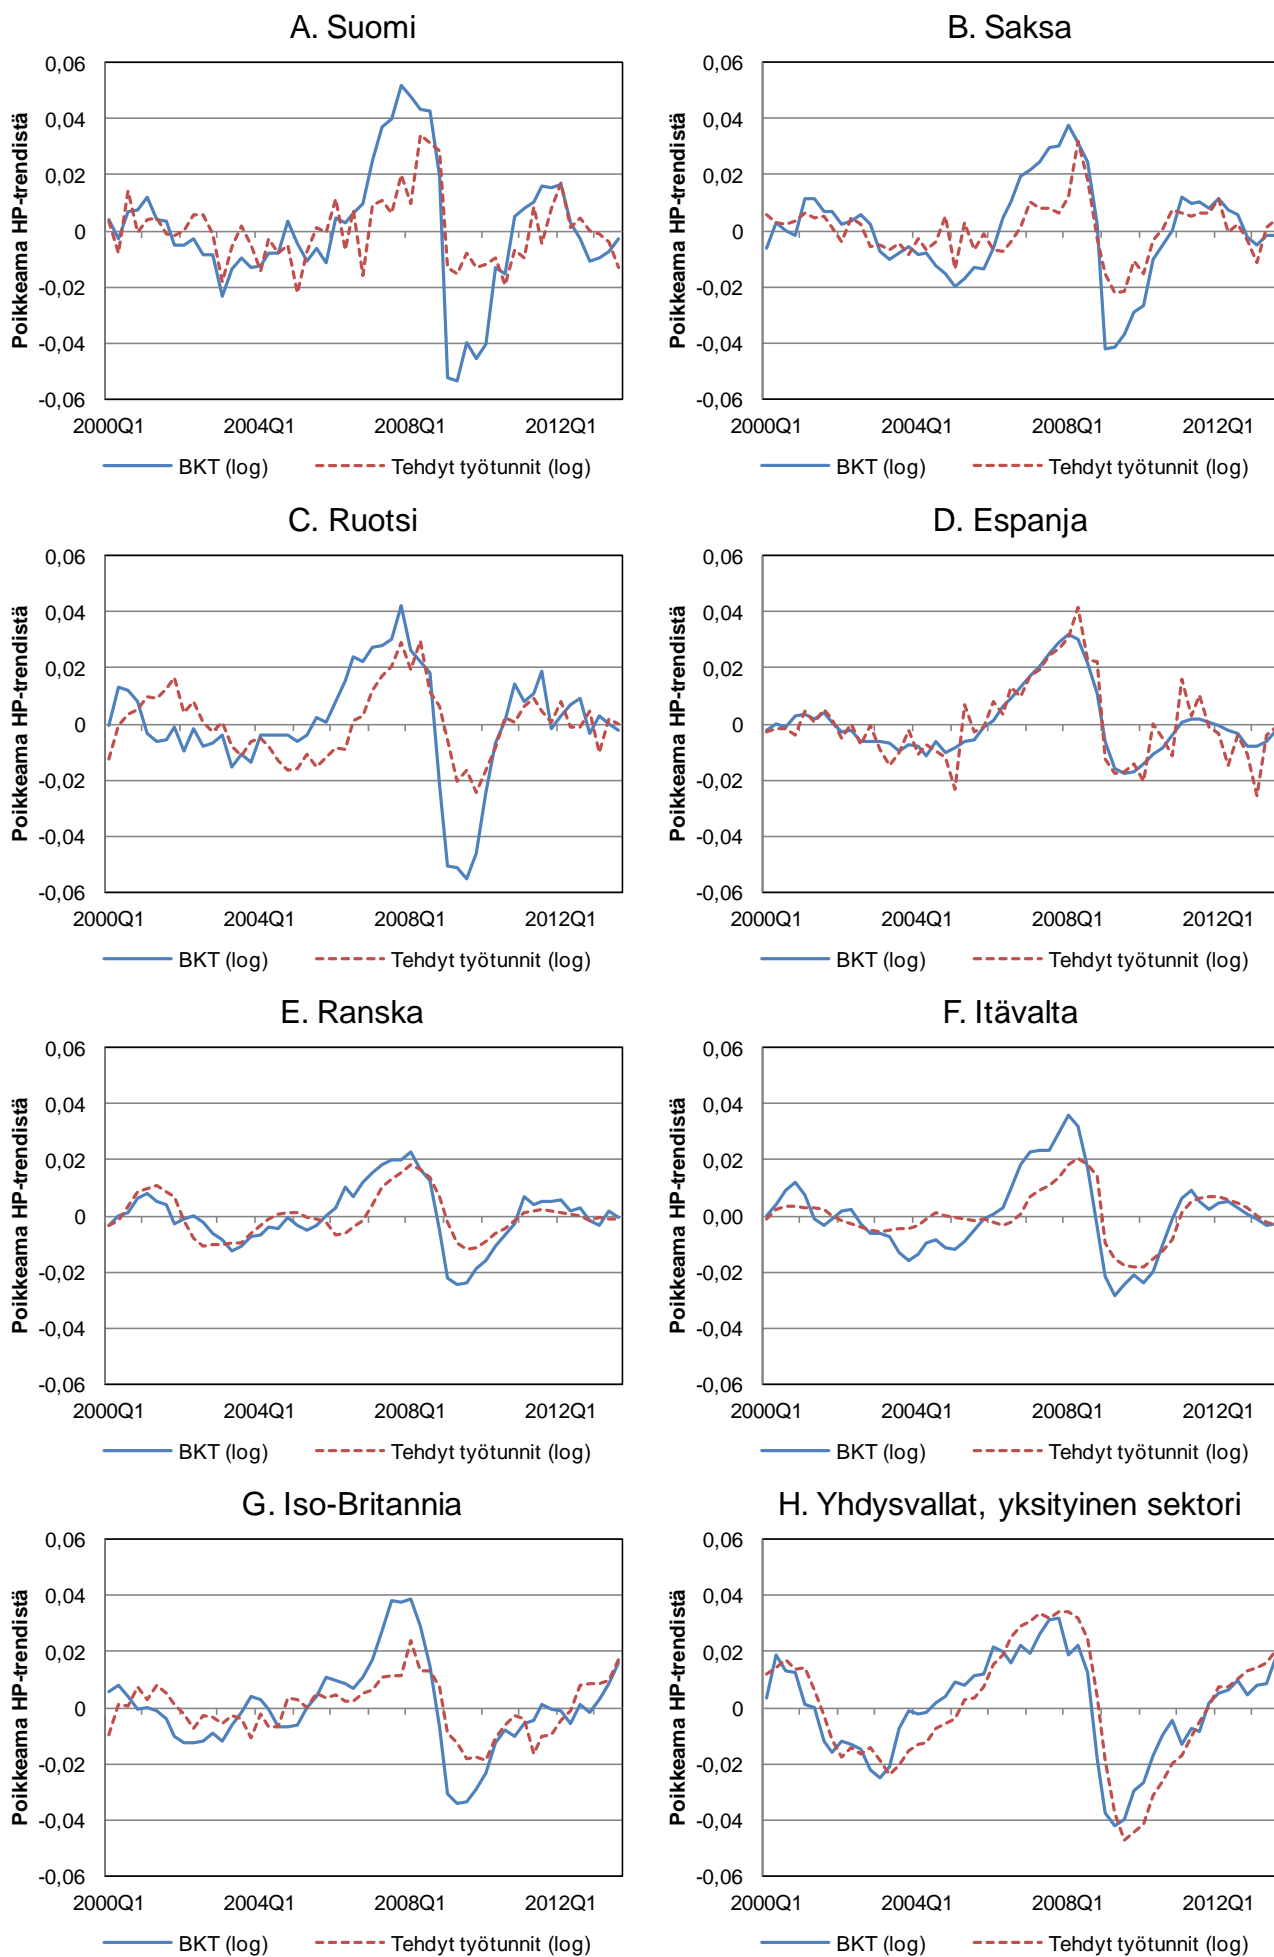 A. Suomi
Poikkeama HP-trendistä
0,06
0,04
0,02
0
-0,02
-0,04
-0,06
2000Q1 2004Q1 2008Q1 2012Q1
BKT (log) Tehdyt työtunnit (log)
B. Saksa
Poikkeama HP-trendistä
0,06
0,04
0,02
0
-0,02
-0,04
-0,06
2000Q1 2004Q1 2008Q1 2012Q1
BKT (log) Tehdyt työtunnit (log)
C. Ruotsi
Poikkeama HP-trendistä
0,06
0,04
0,02
0
-0,02
-0,04
-0,06
2000Q1 2004Q1 2008Q1 2012Q1
BKT (log) Tehdyt työtunnit (log)
D. Espanja
Poikkeama HP-trendistä
0,06
0,04
0,02
0
-0,02
-0,04
-0,06
2000Q1 2004Q1 2008Q1 2012Q1
BKT (log) Tehdyt työtunnit (log)
E. Ranska
Poikkeama HP-trendistä
0,06
0,04
0,02
0
-0,02
-0,04
-0,06
2000Q1 2004Q1 2008Q1 2012Q1
BKT (log) Tehdyt työtunnit (log)
F. Itävalta
Poikkeama HP-trendistä
0,06
0,04
0,02
0,00
-0,02
-0,04
-0,06
2000Q1 2004Q1 2008Q1 2012Q1
BKT (log) Tehdyt työtunnit (log)
G. Iso-Britannia
Poikkeama HP-trendistä
0,06
0,04
0,02
0
-0,02
-0,04
-0,06
2000Q1 2004Q1 2008Q1 2012Q1
BKT (log) Tehdyt työtunnit (log)
H. Yhdysvallat, yksityinen sektori
Poikkeama HP-trendistä
0,06
0,04
0,02
0
-0,02
-0,04
-0,06
2000Q1 2004Q1 2008Q1 2012Q1
BKT (log) Tehdyt työtunnit (log)